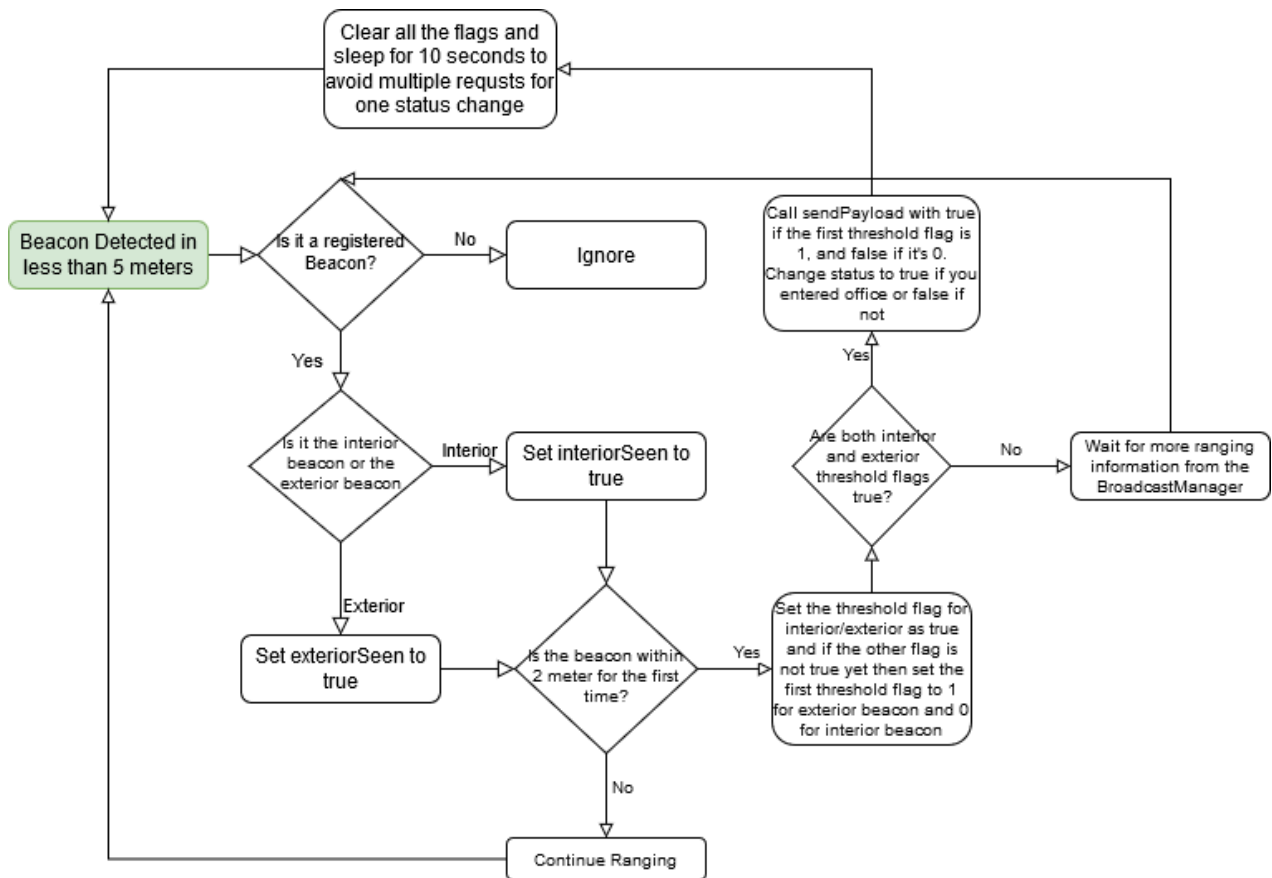 Clear all the flags and
sleep for 10 seconds to
avoid multiple requsts for
one status change
Beacon Detected in
less than 5 meters
Is it a registered
Beacon?
No
Ignore
Call sendPayload with true
if the first threshold flag is
1, and false if it's 0.
Change status to true if you
entered office or false if
not
Yes
Yes
Is it the interior
beacon or the
exterior beacon
Interior
Set interiorSeen to
true
Are both interior
and exterior
threshold flags
true?
No
Wait for more ranging
information from the
BroadcastManager
Exterior
Set exteriorSeen to
true
Is the beacon within
2 meter for the first
time?
Yes
Set the threshold flag for
interior/exterior as true
and if the other flag is
not true yet then set the
first threshold flag to 1
for exterior beacon and 0
for interior beacon
No
Continue Ranging